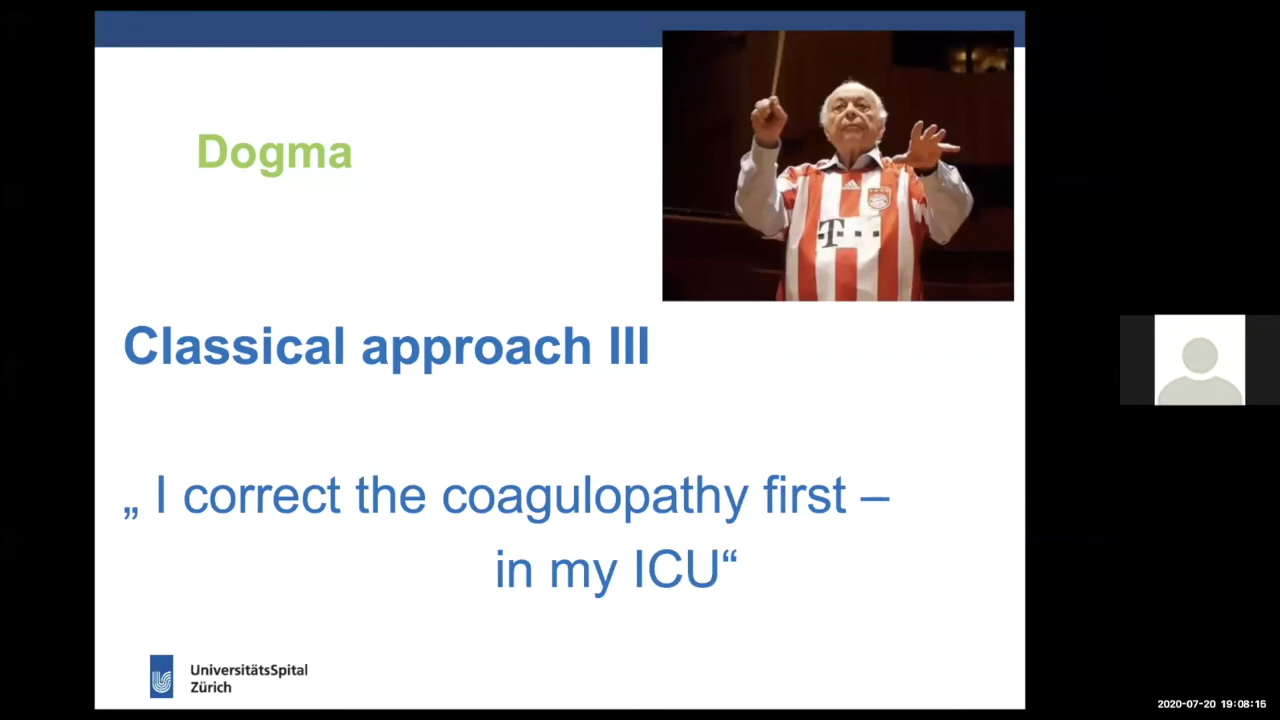 Dogma
Classical approach III
„ I correct the coagulopathy first –
in my ICU“
UniversitätsSpital
Zürich
T
2020-07-20 19:08:15